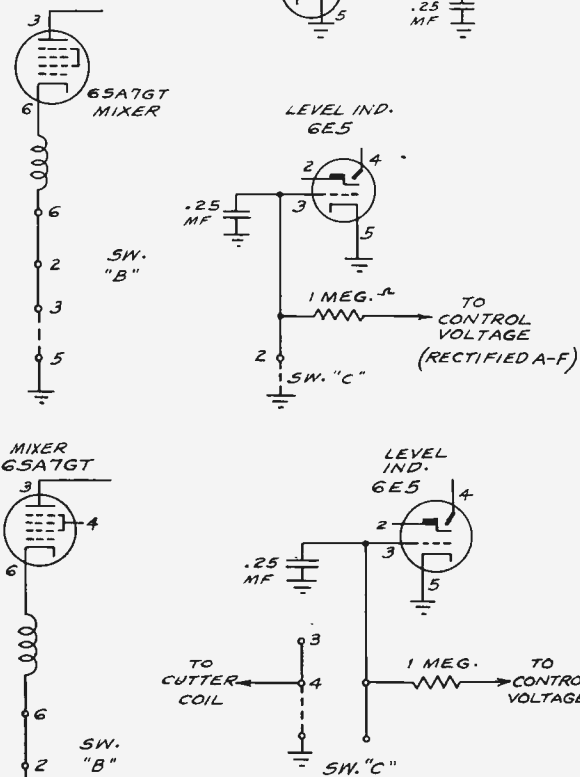 5
.25
MF
3
6SA7GT
MIXER
6
6
2
SW.
"B"
3
5
LEVEL IND.
6E5
2
4
3
.25
MF
5
1 MEG. Ω
TO
CONTROL
VOLTAGE
(RECTIFIED A-F)
2
SW. "C"
MIXER
6SA7GT
3
4
6
6
SW.
"B"
2
LEVEL
IND.
6E5
4
2
3
.25
MF
5
3
TO
CUTTER
COIL
4
1 MEG.
TO
CONTRO
VOLTAGE
SW. "C"